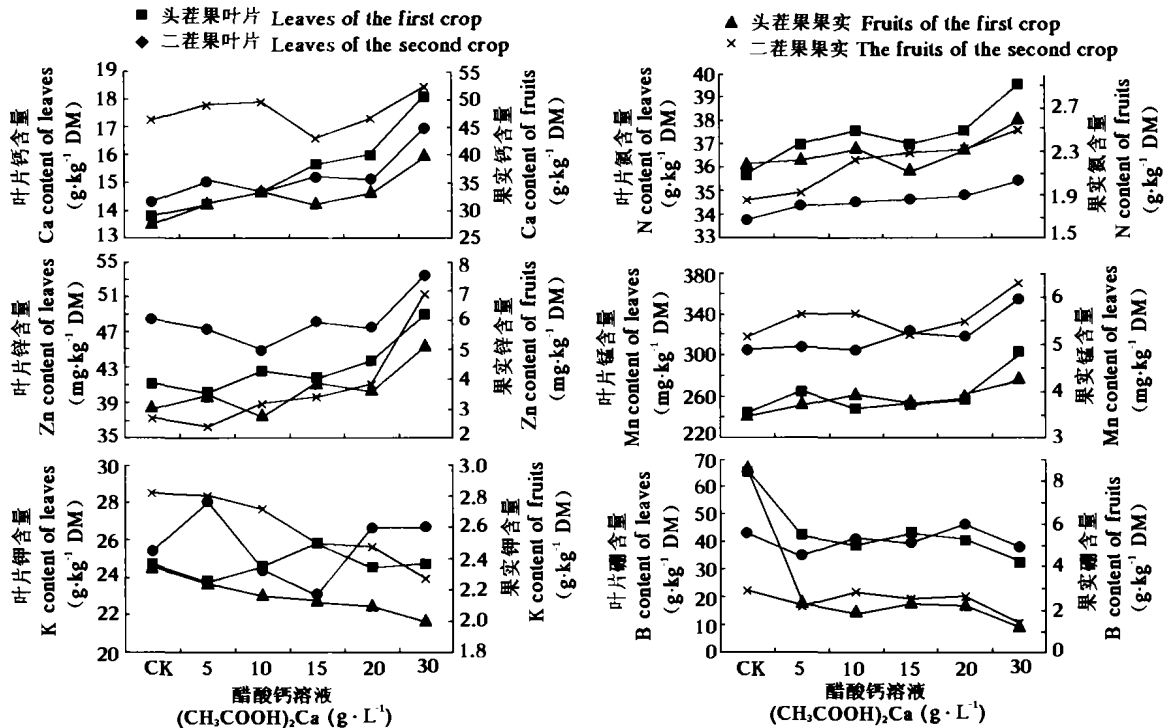 ■ 头茬果叶片 Leaves of the first crop
◆ 二茬果叶片 Leaves of the second crop
▲ 头茬果果实 Fruits of the first crop
× 二茬果果实 The fruits of the second crop
叶片钙含量
Ca content of leaves
(g·kg⁻¹ DM)
19
18
17
16
15
14
13
55
50
45
40
35
30
25
果实钙含量
Ca content of fruits
(g·kg⁻¹ DM)
叶片氮含量
N content of leaves
(g·kg⁻¹ DM)
40
39
38
37
36
35
34
33
2.7
2.3
1.9
1.5
果实氮含量
N content of fruits
(g·kg⁻¹ DM)
叶片锌含量
Zn content of leaves
(mg·kg⁻¹ DM)
55
51
47
41
39
35
8
7
6
5
4
3
2
果实锌含量
Zn content of fruits
(mg·kg⁻¹ DM)
叶片锰含量
Mn content of leaves
(mg·kg⁻¹ DM)
380
340
300
260
220
6
5
4
3
果实锰含量
Mn content of fruits
(mg·kg⁻¹ DM)
叶片钾含量
K content of leaves
(g·kg⁻¹ DM)
30
28
26
24
22
20
3.0
2.8
2.6
2.4
2.2
2.0
1.8
果实钾含量
K content of fruits
(g·kg⁻¹ DM)
CK 5 10 15 20 30
醋酸钙溶液
(CH₃COOH)₂Ca (g·L⁻¹)
叶片硼含量
B content of leaves
(g·kg⁻¹ DM)
70
60
50
40
30
20
10
0
8
6
4
2
0
果实硼含量
B content of fruits
(g·kg⁻¹ DM)
CK 5 10 15 20 30
醋酸钙溶液
(CH₃COOH)₂Ca (g·L⁻¹)